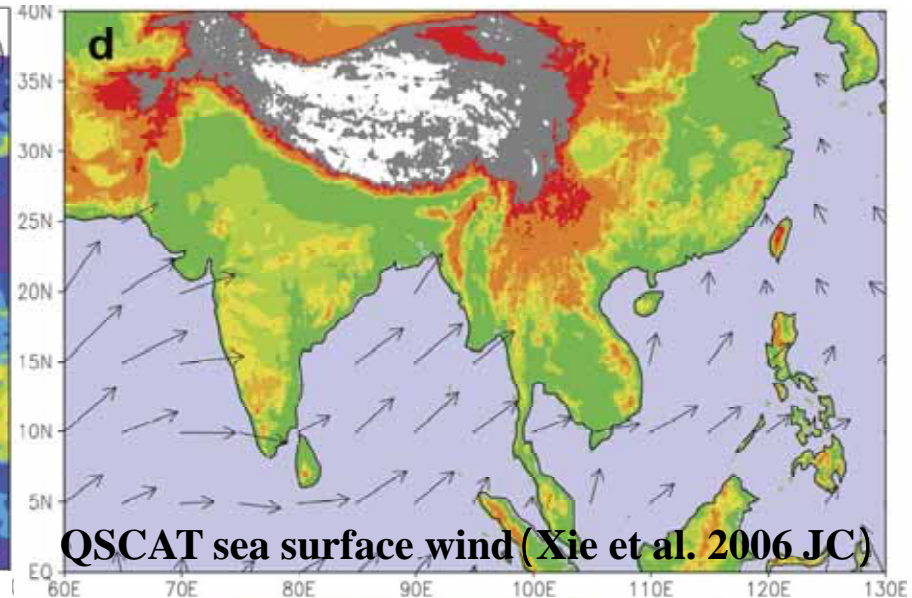 40N
d
35N
30N
25N
20N
15N
10N
5N
QSCAT sea surface wind(Xie et al. 2006 JC)
EQ
60E 70E 80E 90E 100E 110E 120E 130E